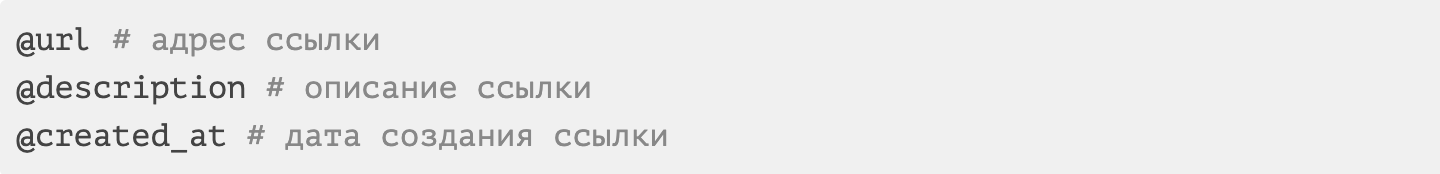 @url # адрес ссылки
@description # описание ссылки
@created_at # дата создания ссылки